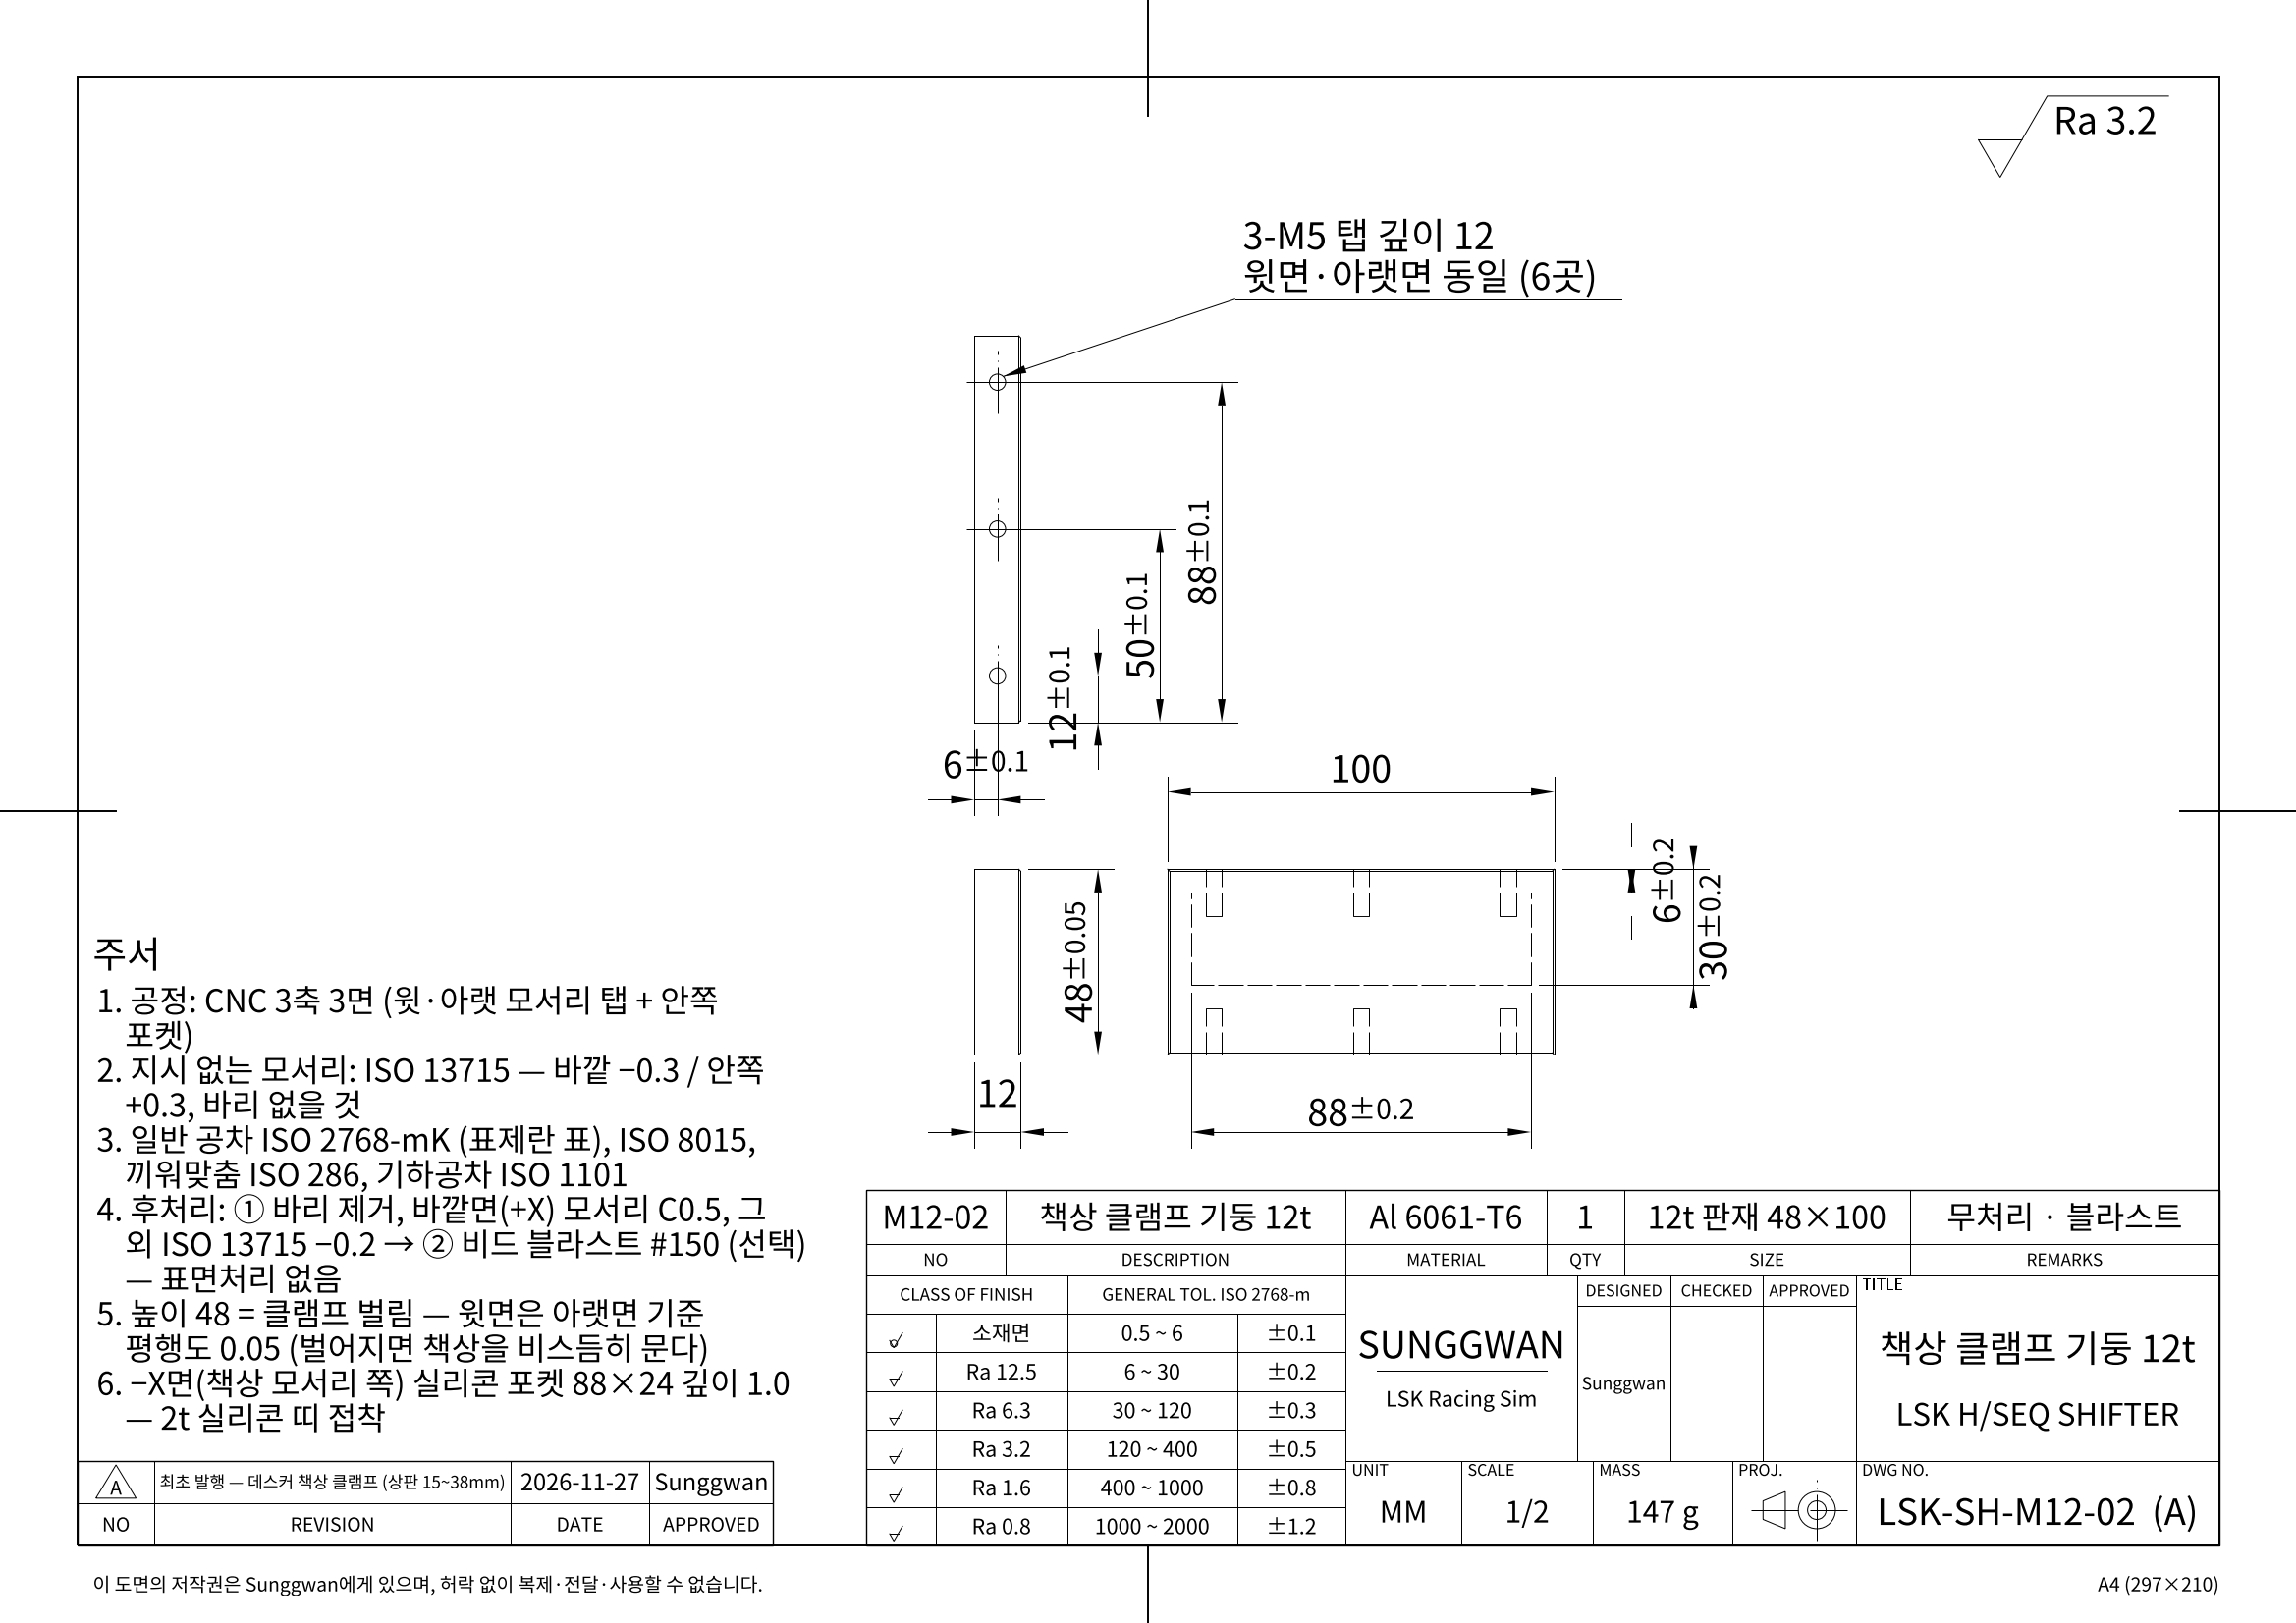 Ra 3.2
3-M5 탭 깊이 12
윗면·아랫면 동일 (6곳)
88±0.1
50±0.1
12±0.1
6±0.1
100
6±0.2
30±0.2
48±0.05
12
88±0.2
주서
1. 공정: CNC 3축 3면 (윗·아랫 모서리 탭 + 안쪽
포켓)
2. 지시 없는 모서리: ISO 13715 — 바깥 −0.3 / 안쪽
+0.3, 바리 없을 것
3. 일반 공차 ISO 2768-mK (표제란 표), ISO 8015,
끼워맞춤 ISO 286, 기하공차 ISO 1101
4. 후처리: ① 바리 제거, 바깥면(+X) 모서리 C0.5, 그
외 ISO 13715 −0.2 → ② 비드 블라스트 #150 (선택)
— 표면처리 없음
5. 높이 48 = 클램프 벌림 — 윗면은 아랫면 기준
평행도 0.05 (벌어지면 책상을 비스듬히 문다)
6. −X면(책상 모서리 쪽) 실리콘 포켓 88×24 깊이 1.0
— 2t 실리콘 띠 접착
A 최초 발행 — 데스커 책상 클램프 (상판 15~38mm) 2026-11-27 Sunggwan
NO REVISION DATE APPROVED
M12-02 책상 클램프 기둥 12t Al 6061-T6 1 12t 판재 48×100 무처리 · 블라스트
NO DESCRIPTION MATERIAL QTY SIZE REMARKS
CLASS OF FINISH GENERAL TOL. ISO 2768-m
소재면 0.5 ~ 6 ±0.1
Ra 12.5 6 ~ 30 ±0.2
Ra 6.3 30 ~ 120 ±0.3
Ra 3.2 120 ~ 400 ±0.5
Ra 1.6 400 ~ 1000 ±0.8
Ra 0.8 1000 ~ 2000 ±1.2
SUNGGWAN
LSK Racing Sim
DESIGNED CHECKED APPROVED
Sunggwan
TITLE
책상 클램프 기둥 12t
LSK H/SEQ SHIFTER
UNIT SCALE MASS PROJ. DWG NO.
MM 1/2 147 g LSK-SH-M12-02 (A)
이 도면의 저작권은 Sunggwan에게 있으며, 허락 없이 복제·전달·사용할 수 없습니다.
A4 (297×210)